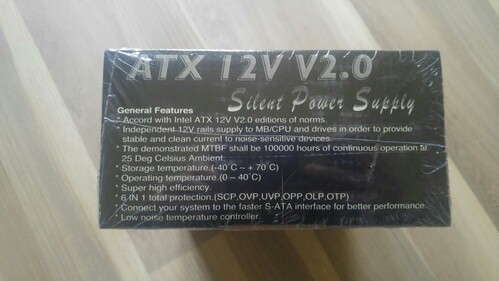 ATX 12V V2.0
Silent Power Supply
General Features
* Accord with Intel ATX 12V V2.0 editions of norms.
* Independent 12V rails supply to MB/CPU and drives in order to provide
stable and clean current to noise-sensitive devices.
* The demonstrated MTBF shall be 100000 hours of continuous operation at
25 Deg Celsius Ambient.
* Storage temperature.(-40˚C ~ + 70˚C)
* Operating temperature.(0 ~ 40˚C)
* Super high efficiency.
* 6 IN 1 total protection.(SCP,OVP,UVP,OPP,OLP,OTP)
* Connect your system to the faster S-ATA interface for better performance.
* Low noise temperature controller.